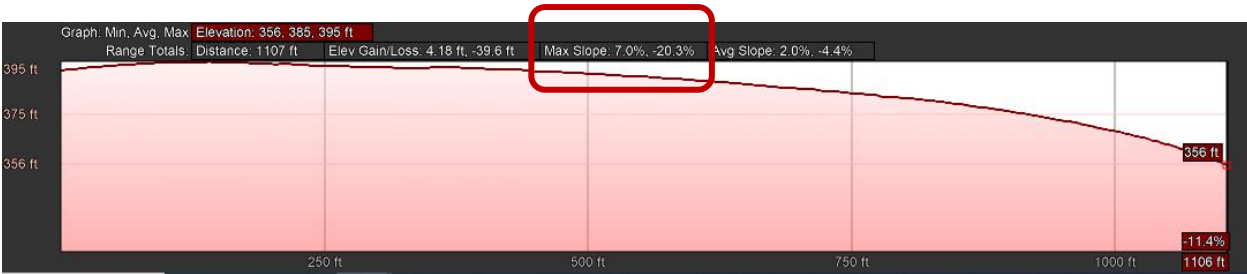 Graph: Min, Avg, Max Elevation: 356, 385, 395 ft
Range Totals: Distance: 1107 ft Elev Gain/Loss: 4.18 ft, -39.6 ft Max Slope: 7.0%, -20.3% Avg Slope: 2.0%, -4.4%
395 ft
375 ft
356 ft
356 ft
-11.4%
250 ft 500 ft 750 ft 1000 ft 1106 ft